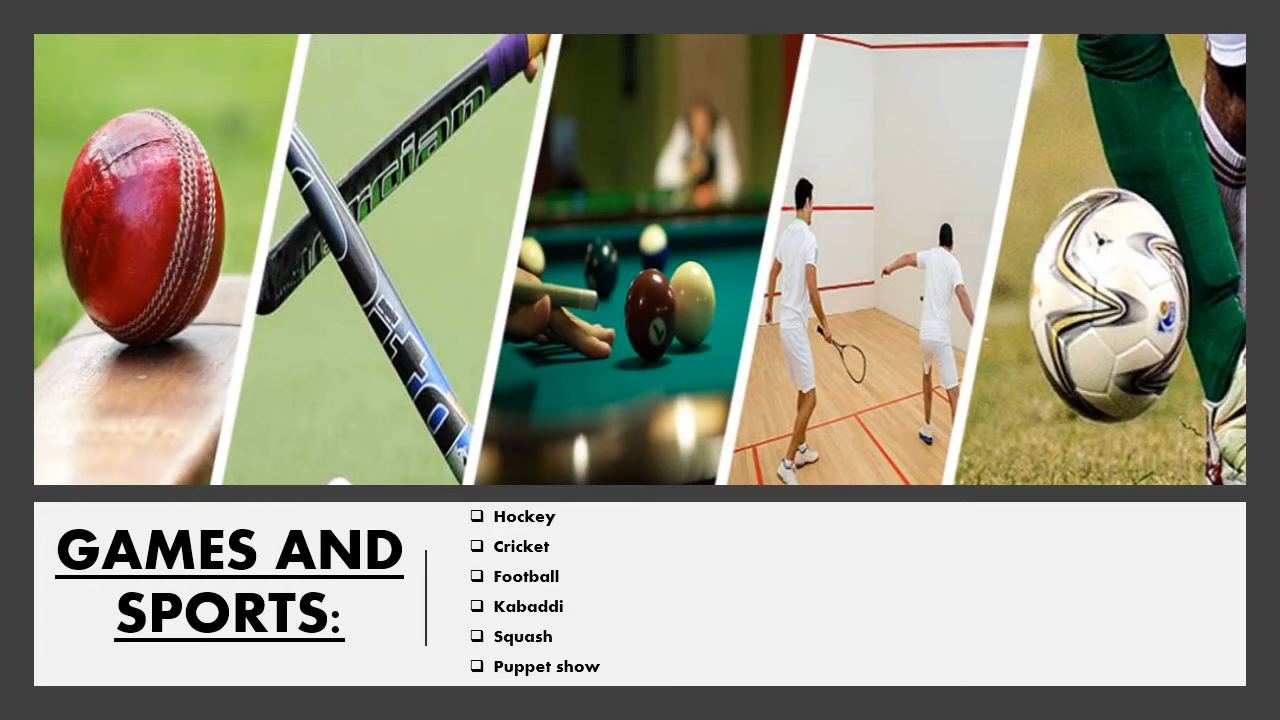 GAMES AND
SPORTS:
❑ Hockey
❑ Cricket
❑ Football
❑ Kabaddi
❑ Squash
❑ Puppet show